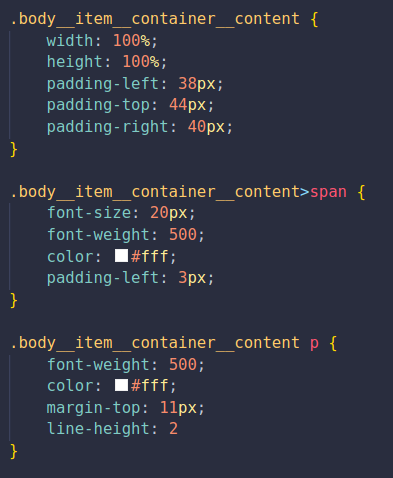 .body__item__container__content {
    width: 100%;
    height: 100%;
    padding-left: 38px;
    padding-top: 44px;
    padding-right: 40px;
}

.body__item__container__content>span {
    font-size: 20px;
    font-weight: 500;
    color: #fff;
    padding-left: 3px;
}

.body__item__container__content p {
    font-weight: 500;
    color: #fff;
    margin-top: 11px;
    line-height: 2
}